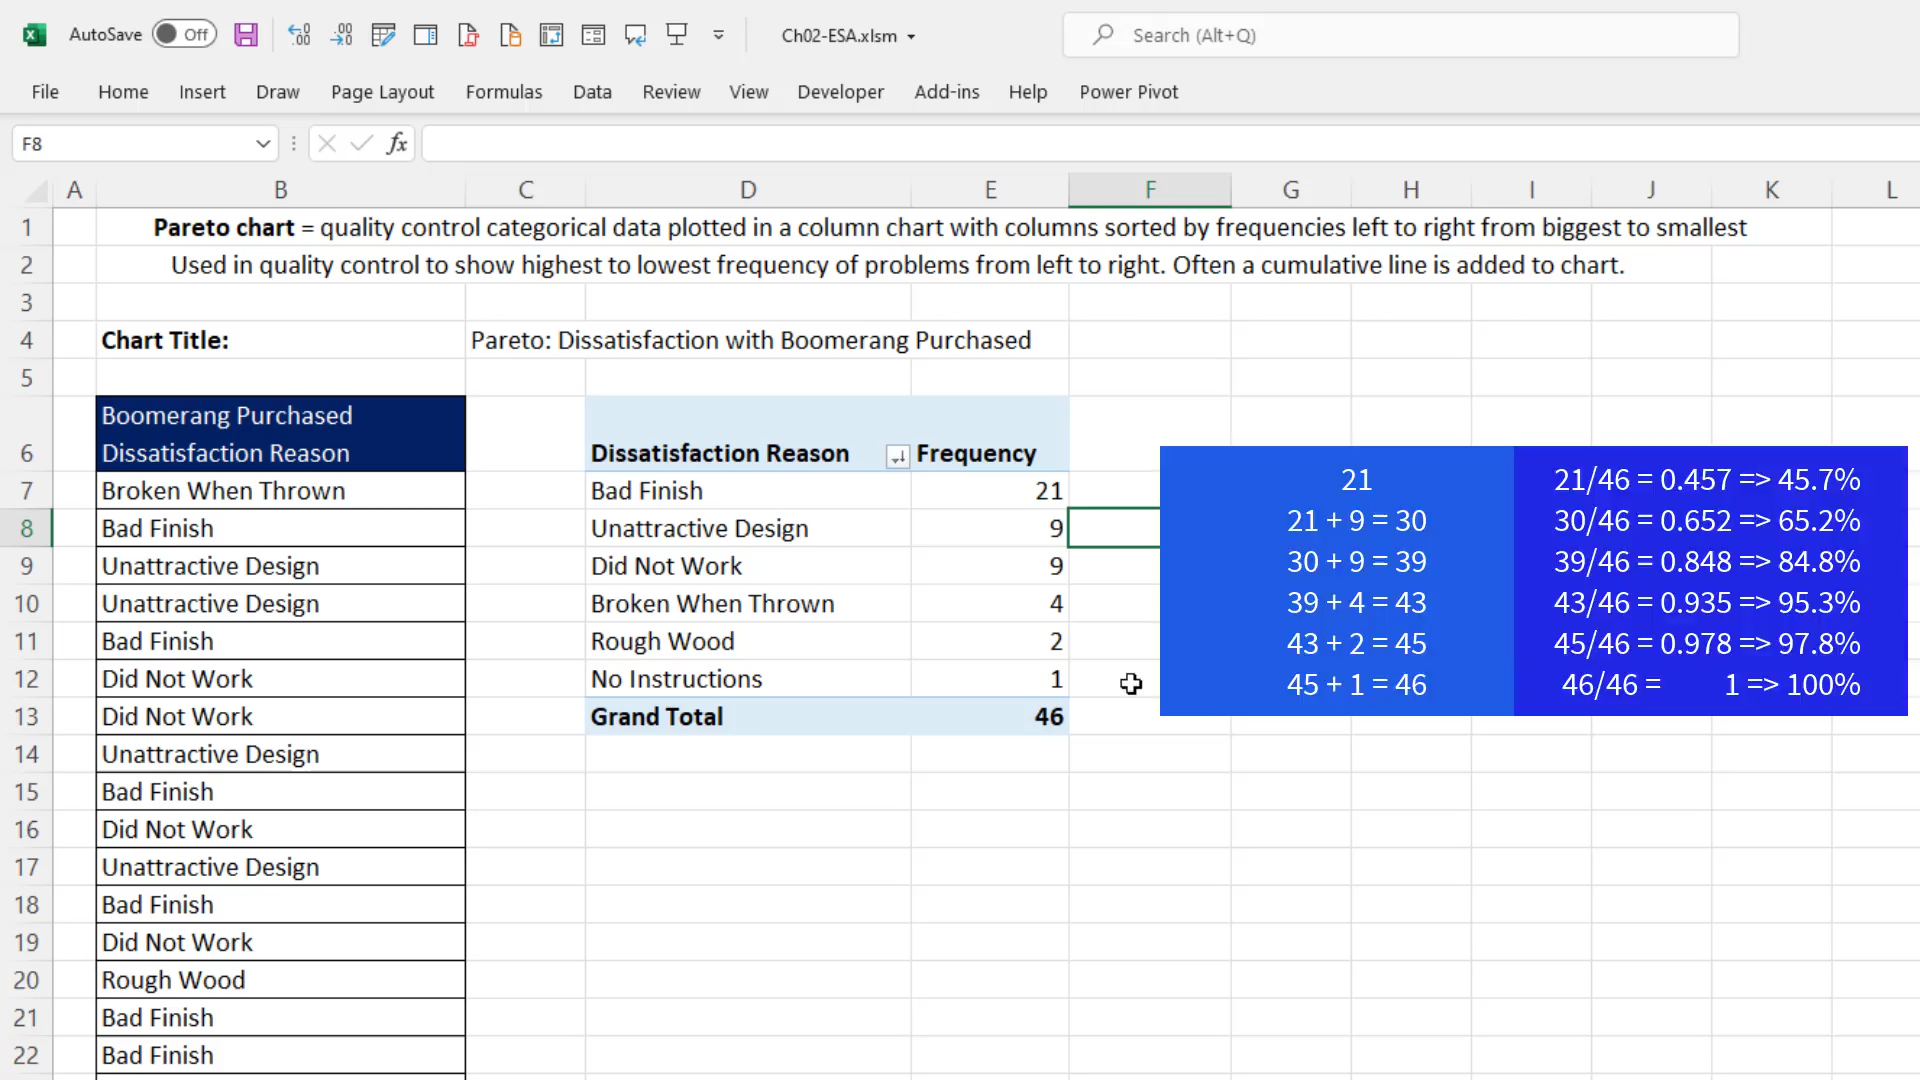 AutoSave Off Ch02-ESA.xlsm Search (Alt+Q)
File Home Insert Draw Page Layout Formulas Data Review View Developer Add-ins Help Power Pivot
F8 fx
A B C D E F G H I J K L
1 Pareto chart = quality control categorical data plotted in a column chart with columns sorted by frequencies left to right from biggest to smallest
2 Used in quality control to show highest to lowest frequency of problems from left to right. Often a cumulative line is added to chart.
3
4 Chart Title: Pareto: Dissatisfaction with Boomerang Purchased
5
Boomerang Purchased
6 Dissatisfaction Reason Dissatisfaction Reason Frequency
7 Broken When Thrown Bad Finish 21
8 Bad Finish Unattractive Design 9
9 Unattractive Design Did Not Work 9
10 Unattractive Design Broken When Thrown 4
11 Bad Finish Rough Wood 2
12 Did Not Work No Instructions 1
13 Did Not Work Grand Total 46
14 Unattractive Design
15 Bad Finish
16 Did Not Work
17 Unattractive Design
18 Bad Finish
19 Did Not Work
20 Rough Wood
21 Bad Finish
22 Bad Finish
21 21/46 = 0.457 => 45.7%
21 + 9 = 30 30/46 = 0.652 => 65.2%
30 + 9 = 39 39/46 = 0.848 => 84.8%
39 + 4 = 43 43/46 = 0.935 => 95.3%
43 + 2 = 45 45/46 = 0.978 => 97.8%
45 + 1 = 46 46/46 = 1 => 100%